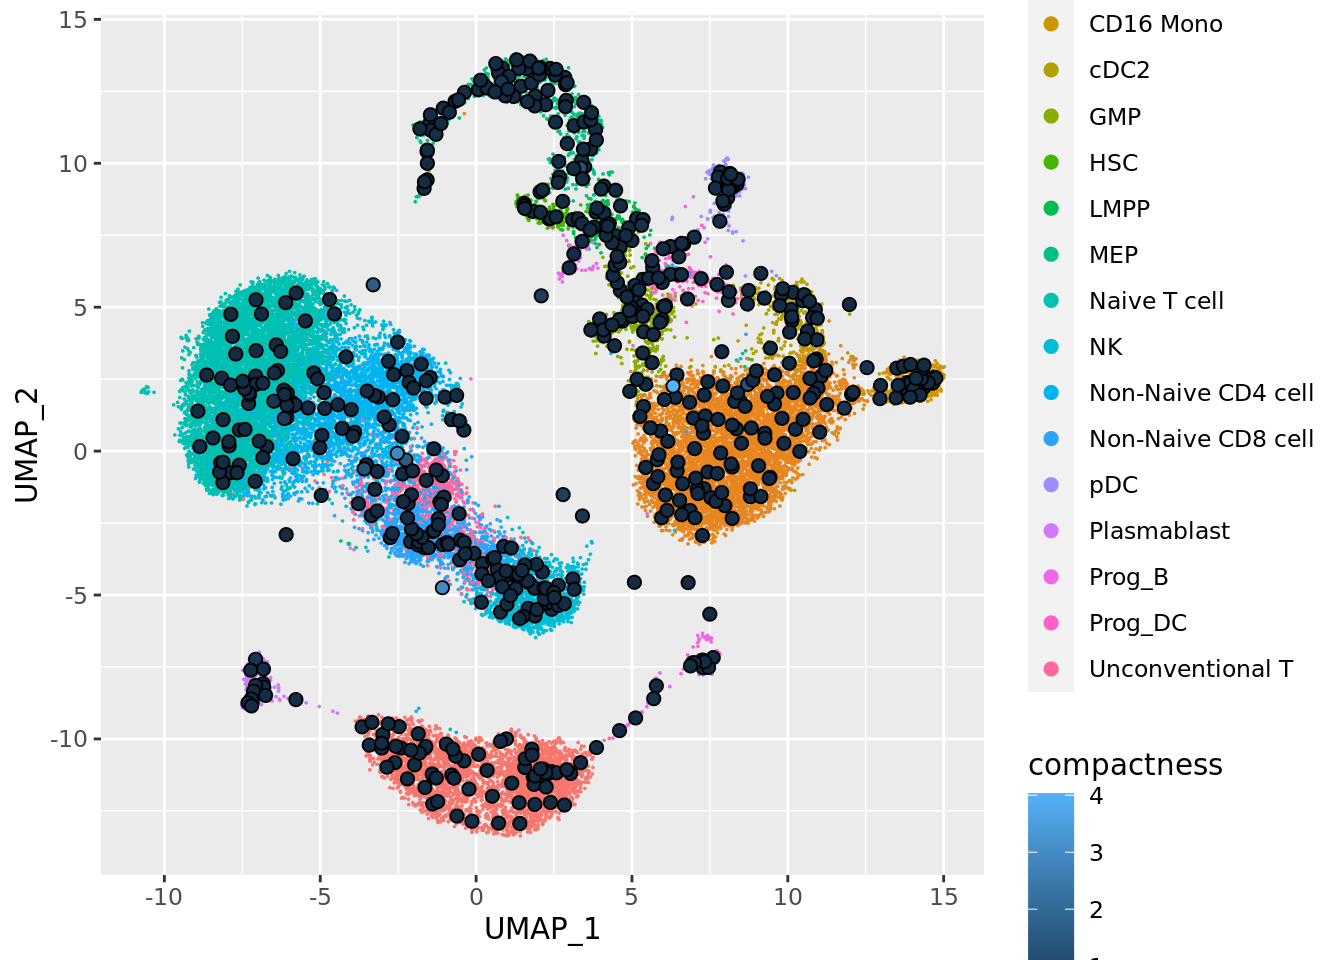 15
10
5
0
-5
-10
UMAP_2
-10
-5
0
5
10
15
UMAP_1
CD16 Mono
cDC2
GMP
HSC
LMPP
MEP
Naive T cell
NK
Non-Naive CD4 cell
Non-Naive CD8 cell
pDC
Plasmablast
Prog_B
Prog_DC
Unconventional T
compactness
4
3
2